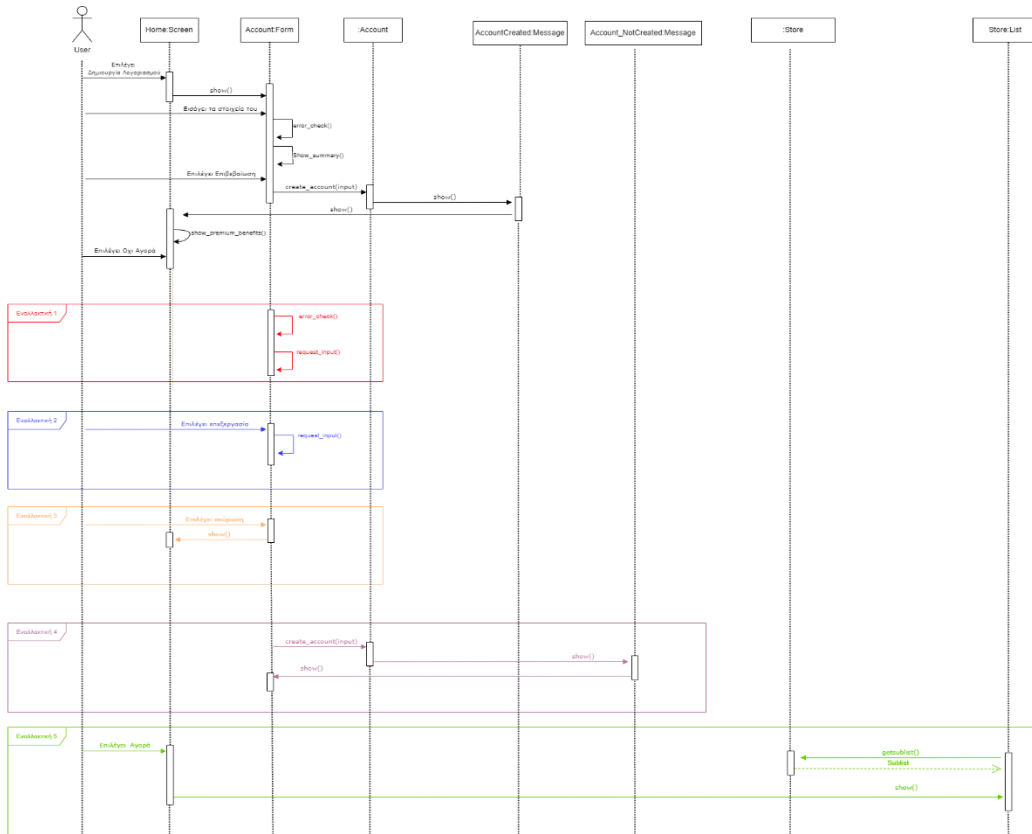 Home:Screen
Account:Form
:Account
AccountCreated:Message
Account_NotCreated:Message
:Store
Store:List
User
Επιλέγει
Δημιουργία Λογαριασμού
show()
Εισάγει τα στοιχεία του
error_check()
Show_summary()
Επιλέγει Επιβεβαίωση
create_account(input)
show()
show()
show_premium_benefits()
Επιλέγει Οχι Αγορά
Εναλλακτική 1
error_check()
request_input()
Εναλλακτική 2
Επιλέγει επεξεργασία
request_input()
Εναλλακτική 3
Επιλέγει ακύρωση
show()
Εναλλακτική 4
create_account(input)
show()
show()
Εναλλακτική 5
Επιλέγει Αγορά
getsublist()
Sublist
show()